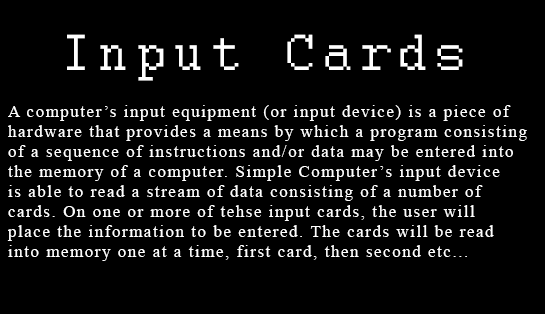 Input Cards
A computer’s input equipment (or input device) is a piece of
hardware that provides a means by which a program consisting
of a sequence of instructions and/or data may be entered into
the memory of a computer. Simple Computer’s input device
is able to read a stream of data consisting of a number of
cards. On one or more of tehse input cards, the user will
place the information to be entered. The cards will be read
into memory one at a time, first card, then second etc...